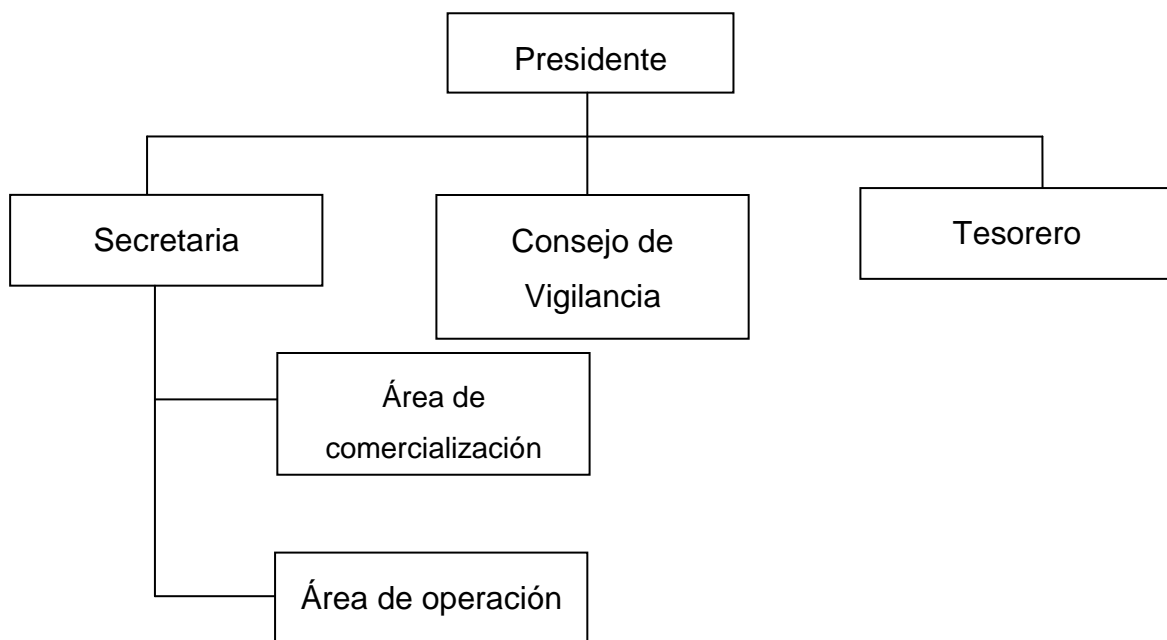 Presidente
Secretaria
Consejo de
Vigilancia
Tesorero
Área de
comercialización
Área de operación